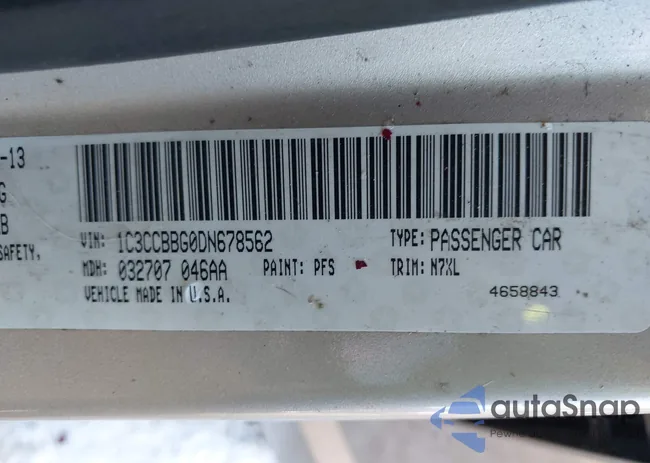 -13
G
B
SAFETY,
VIN: 1C3CCBBG0DN678562 TYPE: PASSENGER CAR
MDH: 032707 046AA PAINT: PFS TRIM: N7XL
VEHICLE MADE IN U.S.A. 4658843
autoSnap